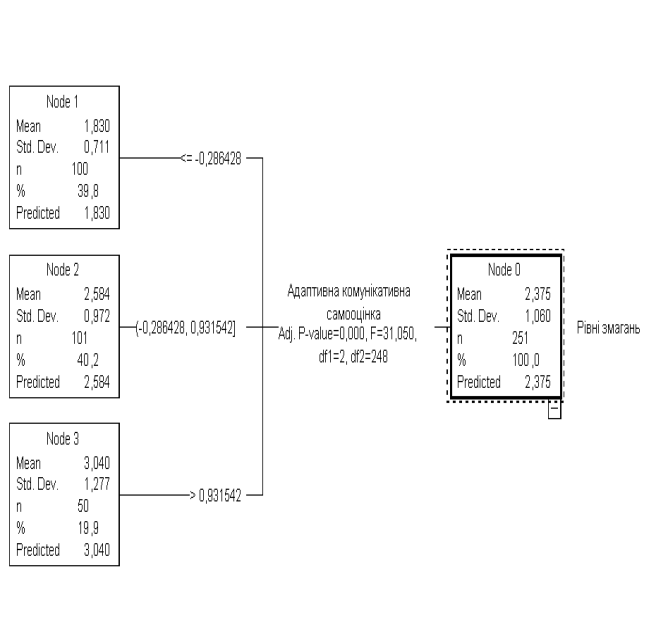 Node 1
Mean 1,830
Std. Dev. 0,711
n 100
% 39,8
Predicted 1,830
<= -0,286428
Node 2
Mean 2,584
Std. Dev. 0,972
n 101
% 40,2
Predicted 2,584
(-0,286428, 0,931542]
Node 3
Mean 3,040
Std. Dev. 1,277
n 50
% 19,9
Predicted 3,040
> 0,931542
Адаптивна комунікативна
самооцінка
Adj. P-value=0,000, F=31,050,
df1=2, df2=248
Node 0
Mean 2,375
Std. Dev. 1,060
n 251
% 100,0
Predicted 2,375
Рівні змагань